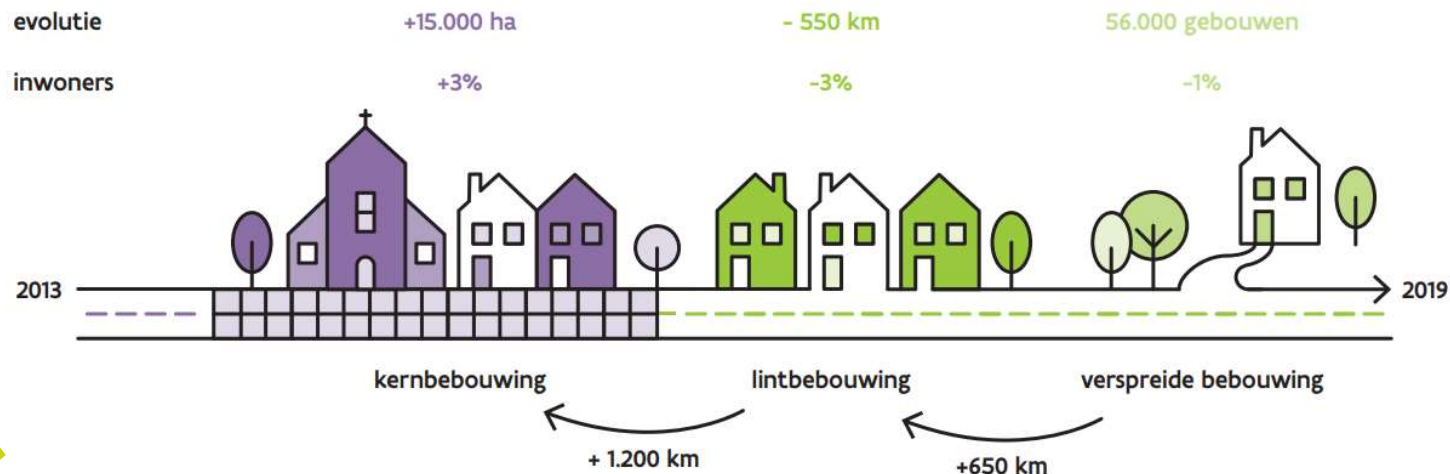 evolutie +15.000 ha - 550 km 56.000 gebouwen
inwoners +3% -3% -1%
2013 2019
kernbebouwing lintbebouwing verspreide bebouwing
+ 1.200 km +650 km